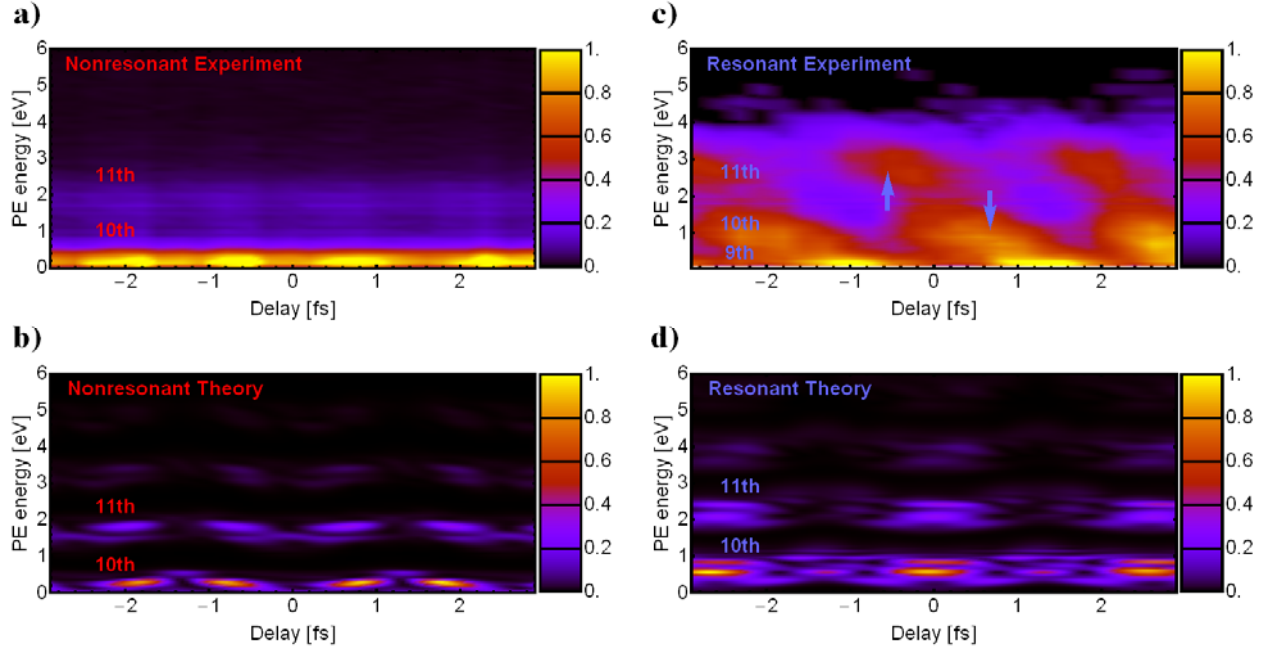 a)
Nonresonant Experiment
PE energy [eV]
6
5
4
3
2
1
0
11th
10th
−2
−1
0
1
2
Delay [fs]
1.
0.8
0.6
0.4
0.2
0.
c)
Resonant Experiment
PE energy [eV]
6
5
4
3
2
1
0
11th
10th
9th
−2
−1
0
1
2
Delay [fs]
1.
0.8
0.6
0.4
0.2
0.
b)
Nonresonant Theory
PE energy [eV]
6
5
4
3
2
1
0
11th
10th
−2
−1
0
1
2
Delay [fs]
1.
0.8
0.6
0.4
0.2
0.
d)
Resonant Theory
PE energy [eV]
6
5
4
3
2
1
0
11th
10th
−2
−1
0
1
2
Delay [fs]
1.
0.8
0.6
0.4
0.2
0.